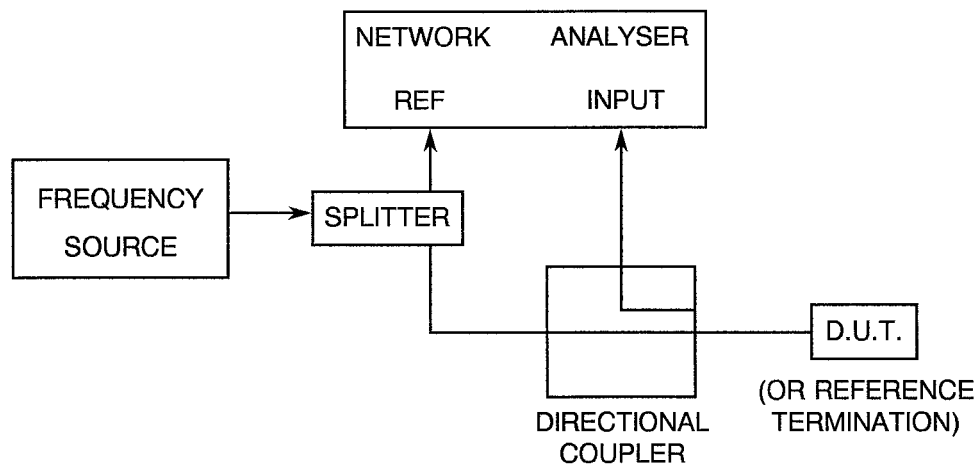 NETWORK ANALYSER
REF INPUT
FREQUENCY
SOURCE
SPLITTER
D.U.T.
(OR REFERENCE
TERMINATION)
DIRECTIONAL
COUPLER